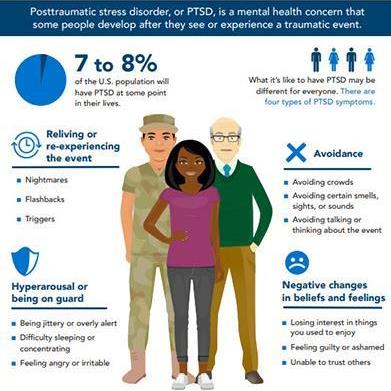 Posttraumatic stress disorder, or PTSD, is a mental health concern that
some people develop after they see or experience a traumatic event.
7 to 8%
of the U.S. population will
have PTSD at some point
in their lives.
What it's like to have PTSD may be
different for everyone. There are
four types of PTSD symptoms.
Reliving or
re-experiencing
the event
Nightmares
Flashbacks
Triggers
Avoidance
Avoiding crowds
Avoiding certain smells,
sights, or sounds
Avoiding talking or
thinking about the event
Hyperarousal or
being on guard
Being jittery or overly alert
Difficulty sleeping or
concentrating
Feeling angry or irritable
Negative changes
in beliefs and feelings
Losing interest in things
you used to enjoy
Feeling guilty or ashamed
Unable to trust others